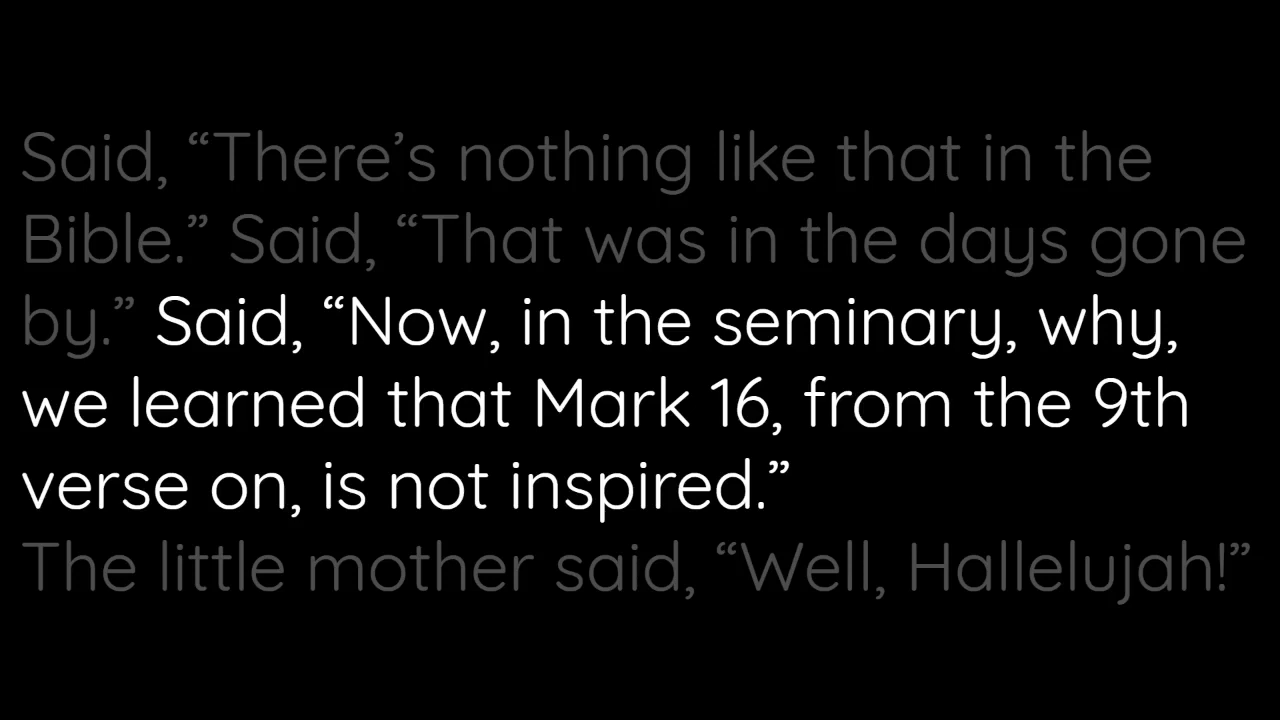 Said, “There’s nothing like that in the
Bible.” Said, “That was in the days gone
by.” Said, “Now, in the seminary, why,
we learned that Mark 16, from the 9th
verse on, is not inspired.”
The little mother said, “Well, Hallelujah!”